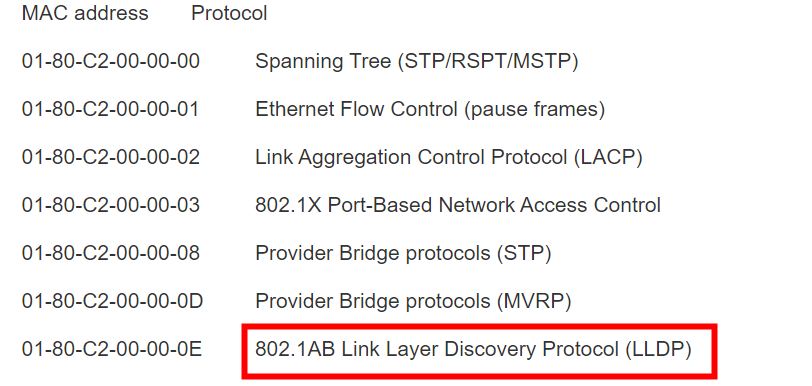 MAC address Protocol
01-80-C2-00-00-00 Spanning Tree (STP/RSPT/MSTP)
01-80-C2-00-00-01 Ethernet Flow Control (pause frames)
01-80-C2-00-00-02 Link Aggregation Control Protocol (LACP)
01-80-C2-00-00-03 802.1X Port-Based Network Access Control
01-80-C2-00-00-08 Provider Bridge protocols (STP)
01-80-C2-00-00-0D Provider Bridge protocols (MVRP)
01-80-C2-00-00-0E 802.1AB Link Layer Discovery Protocol (LLDP)